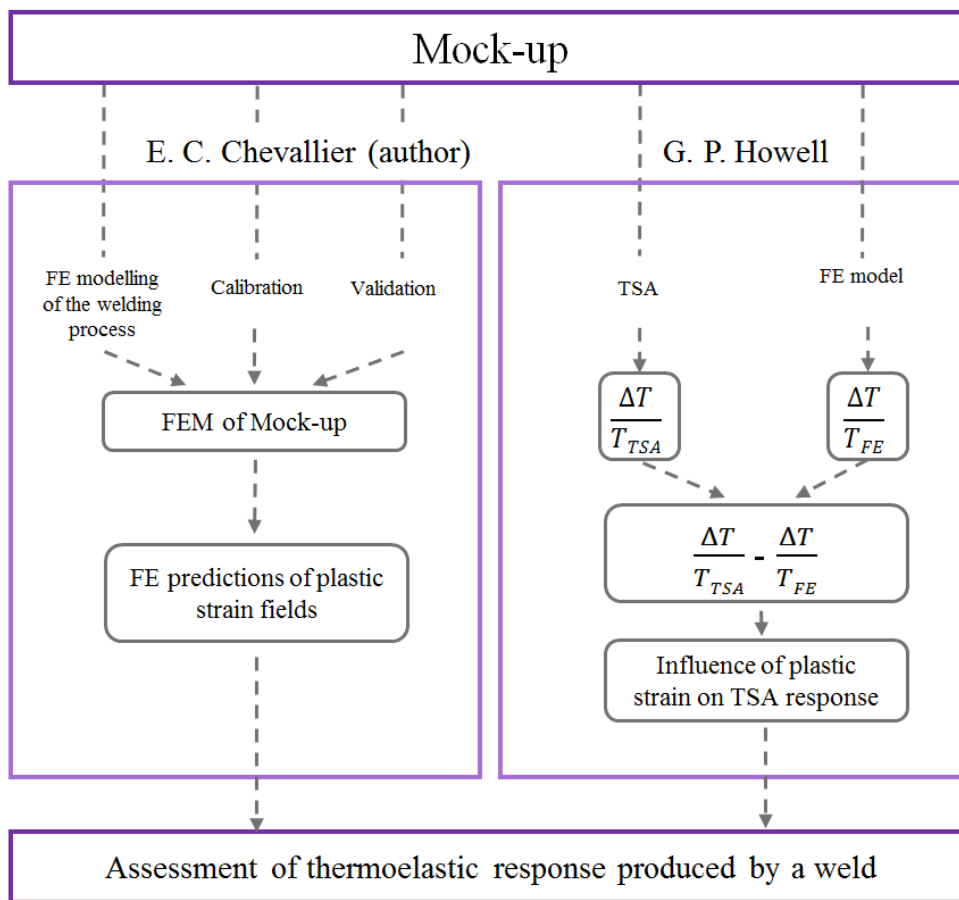 Mock-up
E. C. Chevallier (author)
G. P. Howell
FE modelling
of the welding
process
Calibration
Validation
TSA
FE model
FEM of Mock-up
ΔT
T_TSA
ΔT
T_FE
FE predictions of plastic
strain fields
ΔT
T_TSA
-
ΔT
T_FE
Influence of plastic
strain on TSA response
Assessment of thermoelastic response produced by a weld